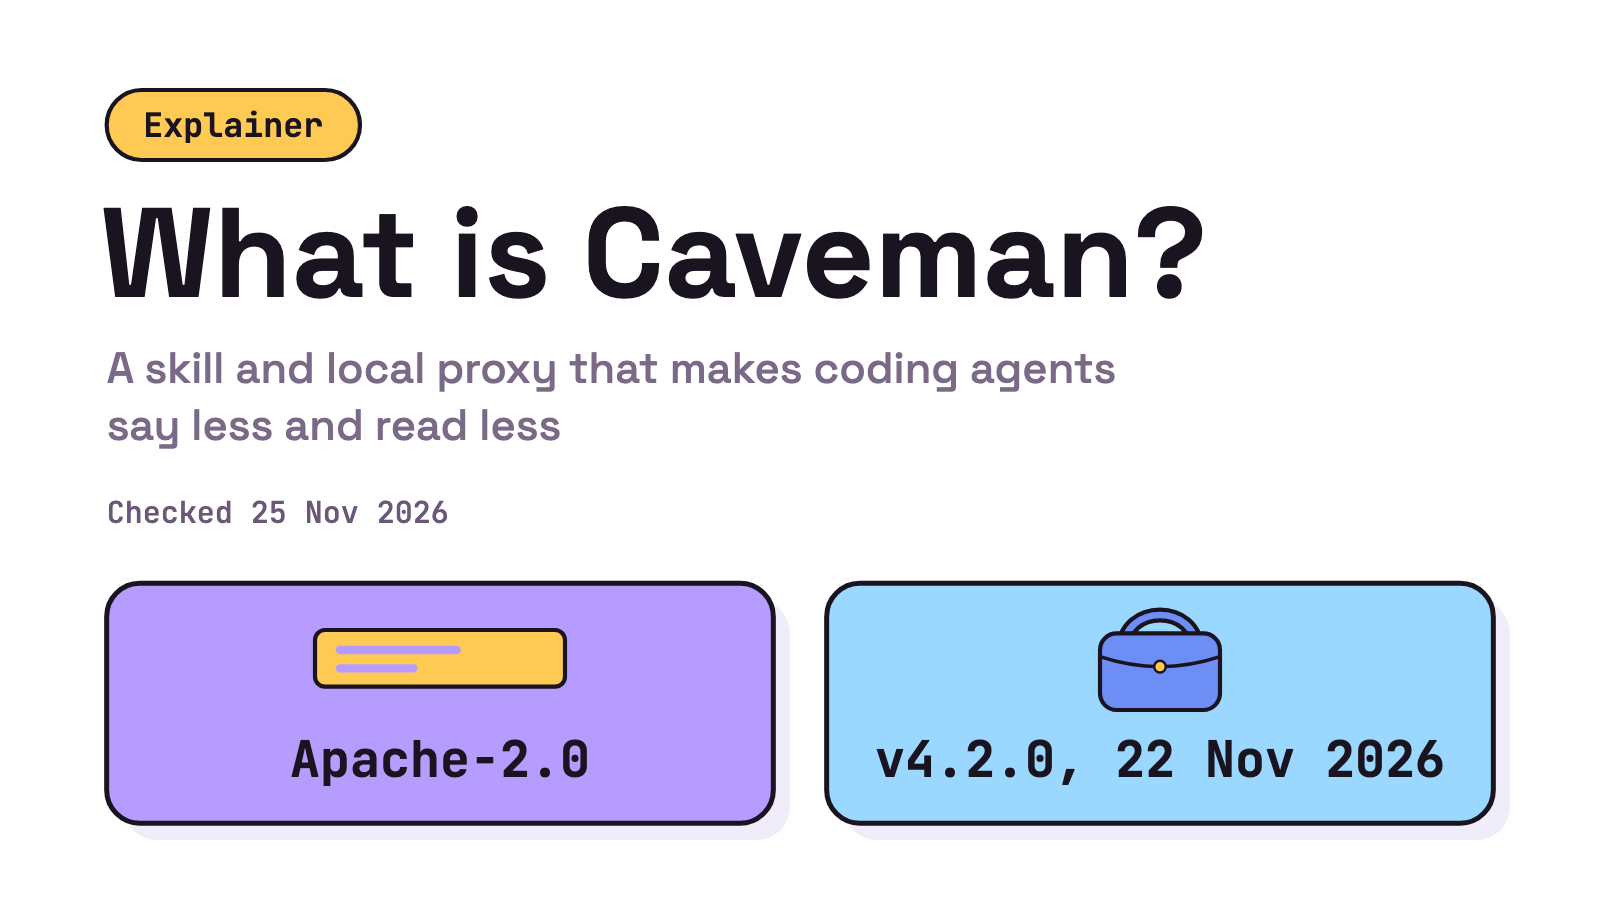 Explainer
What is Caveman?
A skill and local proxy that makes coding agents
say less and read less
Checked 25 Nov 2026
Apache-2.0
v4.2.0, 22 Nov 2026